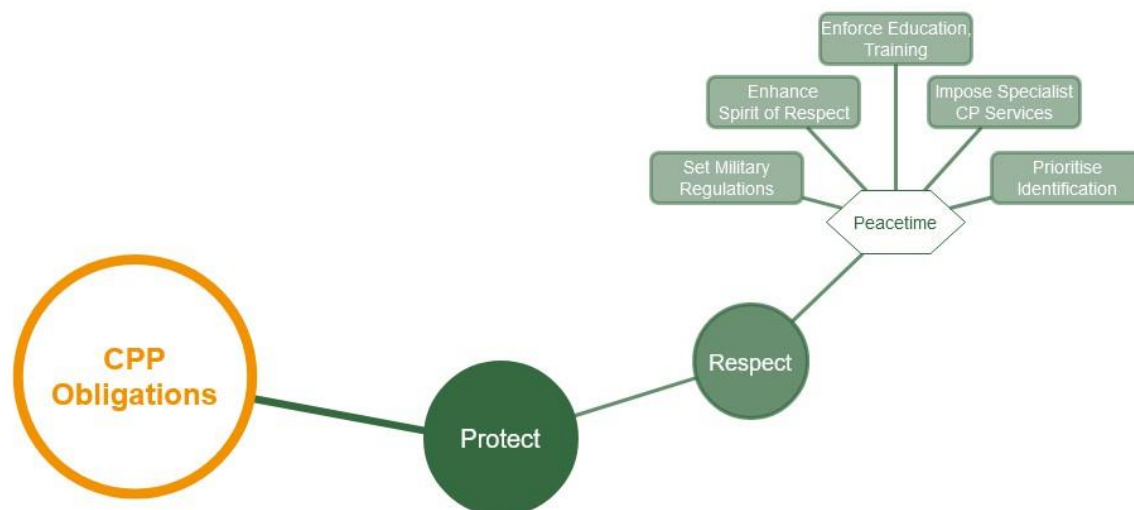 Enforce Education,
Training
Enhance
Spirit of Respect
Impose Specialist
CP Services
Set Military
Regulations
Prioritise
Identification
Peacetime
CPP
Obligations
Respect
Protect